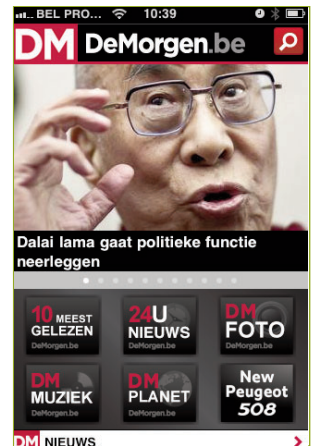 BEL PRO... 10:39
DM DeMorgen.be
Dalai lama gaat politieke functie
neerleggen
10 MEEST
GELEZEN
DeMorgen.be
24U
NIEUWS
DeMorgen.be
DM
FOTO
DeMorgen.be
DM
MUZIEK
DeMorgen.be
DM
PLANET
DeMorgen.be
New
Peugeot
508
DM NIEUWS